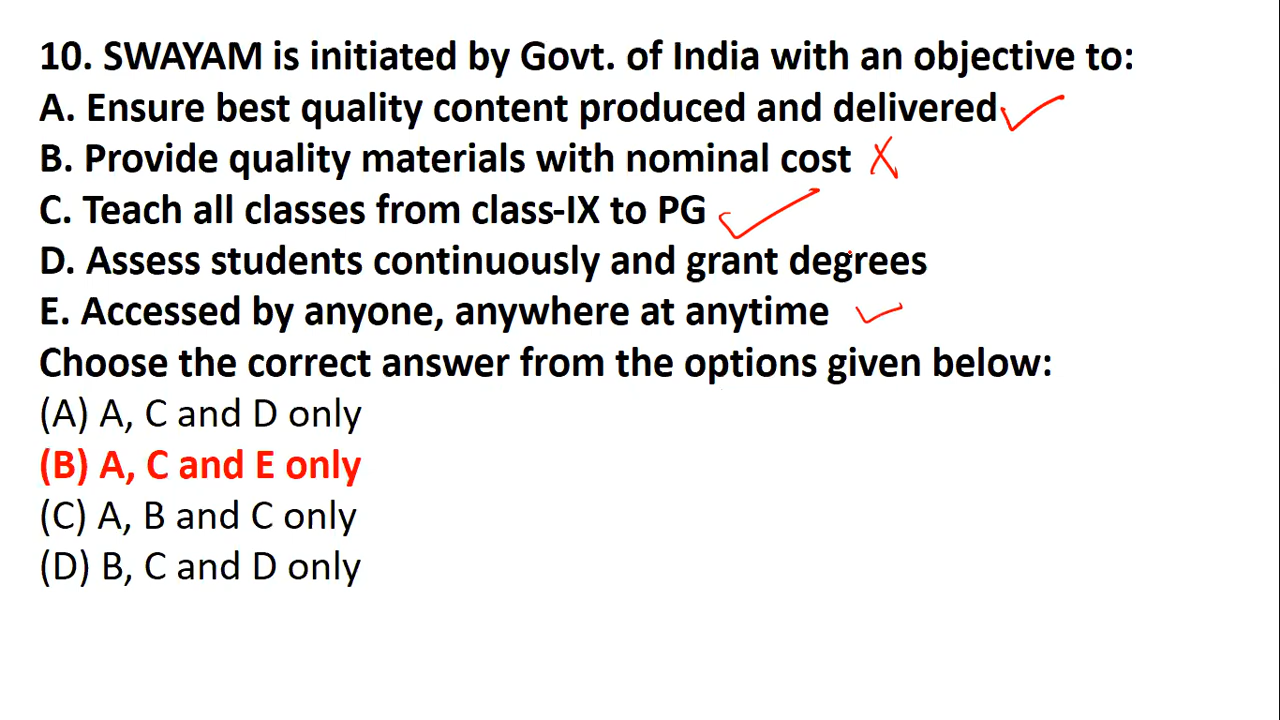 10. SWAYAM is initiated by Govt. of India with an objective to:
A. Ensure best quality content produced and delivered
B. Provide quality materials with nominal cost
C. Teach all classes from class-IX to PG
D. Assess students continuously and grant degrees
E. Accessed by anyone, anywhere at anytime
Choose the correct answer from the options given below:
(A) A, C and D only
(B) A, C and E only
(C) A, B and C only
(D) B, C and D only